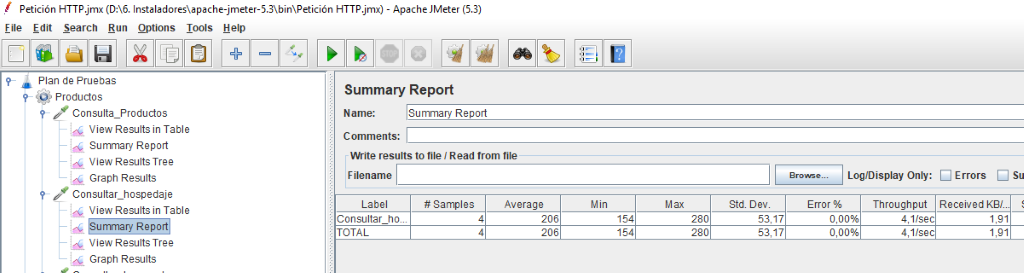 Petición HTTP.jmx (D:\6. Instaladores\apache-jmeter-5.3\bin\Petición HTTP.jmx) - Apache JMeter (5.3)
File Edit Search Run Options Tools Help
Plan de Pruebas
Productos
Consulta_Productos
View Results in Table
Summary Report
View Results Tree
Graph Results
Consultar_hospedaje
View Results in Table
Summary Report
View Results Tree
Graph Results
Summary Report
Name: Summary Report
Comments:
Write results to file / Read from file
Filename Browse... Log/Display Only: Errors Su
Label # Samples Average Min Max Std. Dev. Error % Throughput Received KB/... S
Consultar_ho... 4 206 154 280 53,17 0,00% 4,1/sec 1,91
TOTAL 4 206 154 280 53,17 0,00% 4,1/sec 1,91